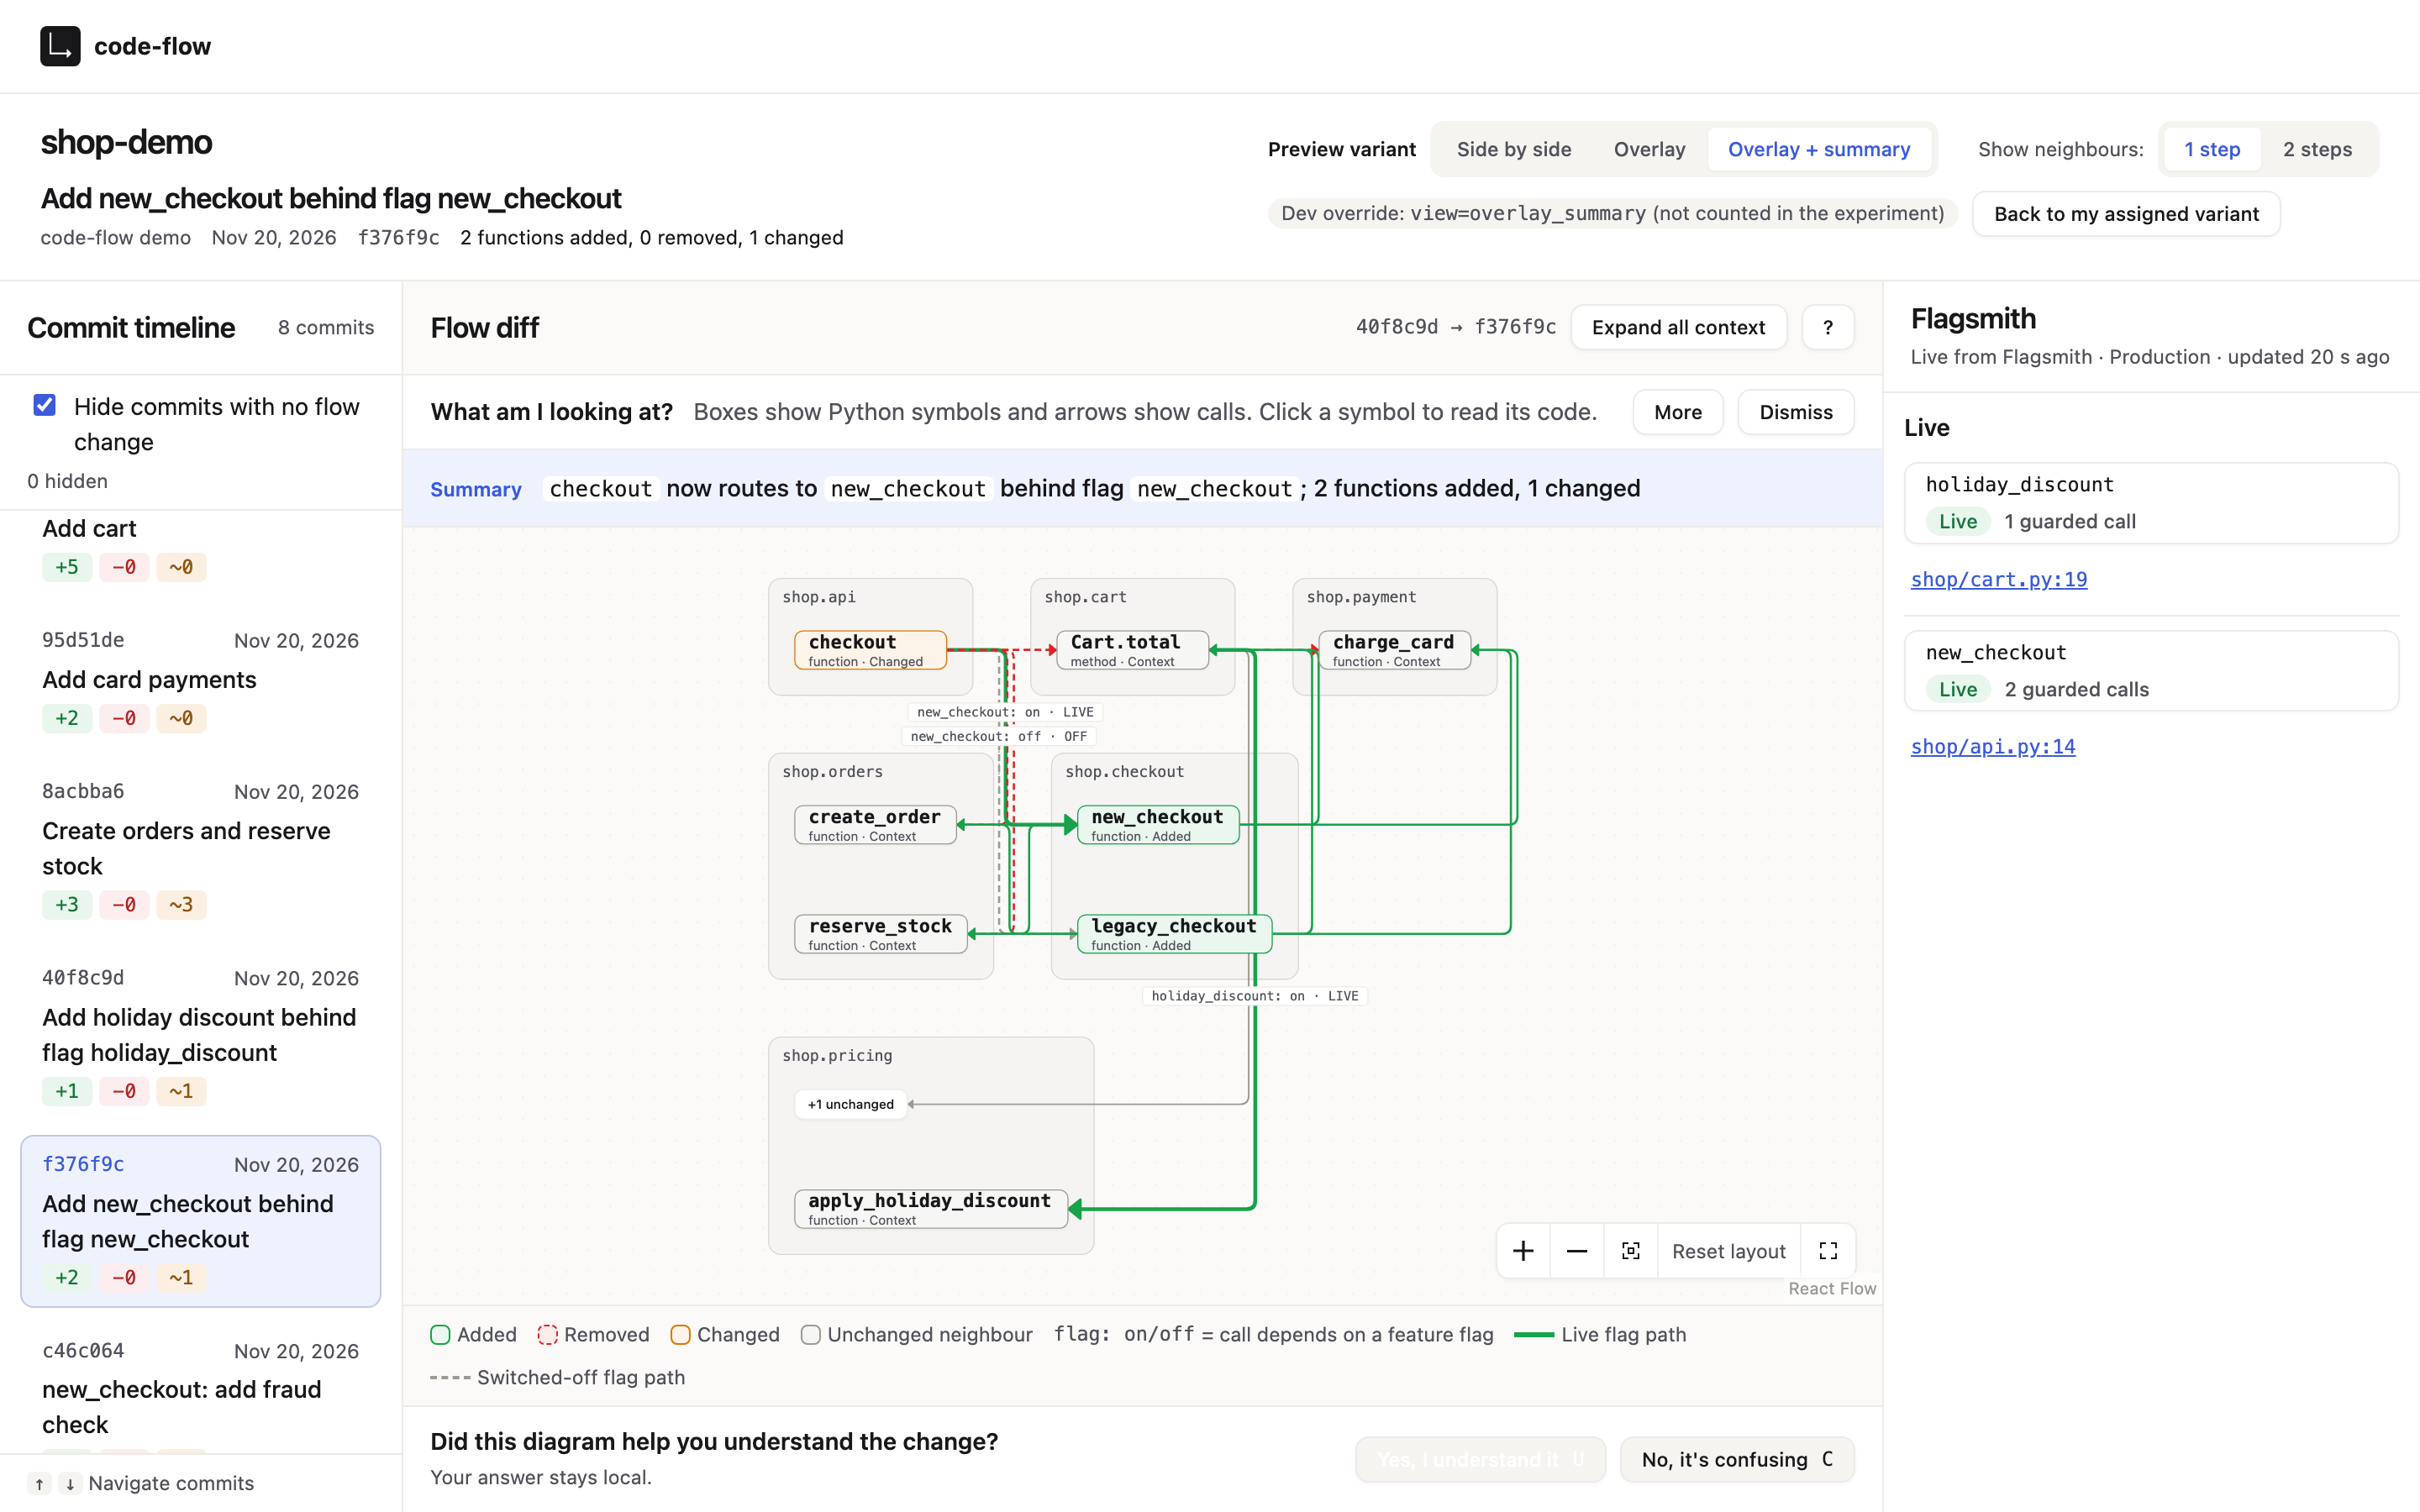 code-flow
shop-demo
Add new_checkout behind flag new_checkout
code-flow demo Nov 20, 2026 f376f9c 2 functions added, 0 removed, 1 changed
Preview variant Side by side Overlay Overlay + summary Show neighbours: 1 step 2 steps
Dev override: view=overlay_summary (not counted in the experiment) Back to my assigned variant
Commit timeline 8 commits
Hide commits with no flow
change
0 hidden
Add cart
+5 −0 ~0
95d51de Nov 20, 2026
Add card payments
+2 −0 ~0
8acbba6 Nov 20, 2026
Create orders and reserve
stock
+3 −0 ~3
40f8c9d Nov 20, 2026
Add holiday discount behind
flag holiday_discount
+1 −0 ~1
f376f9c Nov 20, 2026
Add new_checkout behind
flag new_checkout
+2 −0 ~1
c46c064 Nov 20, 2026
new_checkout: add fraud
check
↑ ↓ Navigate commits
Flow diff 40f8c9d → f376f9c Expand all context ?
What am I looking at? Boxes show Python symbols and arrows show calls. Click a symbol to read its code. More Dismiss
Summary checkout now routes to new_checkout behind flag new_checkout; 2 functions added, 1 changed
shop.api
checkout
function · Changed
shop.cart
Cart.total
method · Context
shop.payment
charge_card
function · Context
new_checkout: on · LIVE
new_checkout: off · OFF
shop.orders
create_order
function · Context
reserve_stock
function · Context
shop.checkout
new_checkout
function · Added
legacy_checkout
function · Added
holiday_discount: on · LIVE
shop.pricing
+1 unchanged
apply_holiday_discount
function · Context
+ − Reset layout
React Flow
Added Removed Changed Unchanged neighbour flag: on/off = call depends on a feature flag Live flag path
Switched-off flag path
Did this diagram help you understand the change?
Your answer stays local.
Yes, I understand it U No, it's confusing C
Flagsmith
Live from Flagsmith · Production · updated 20 s ago
Live
holiday_discount
Live 1 guarded call
shop/cart.py:19
new_checkout
Live 2 guarded calls
shop/api.py:14